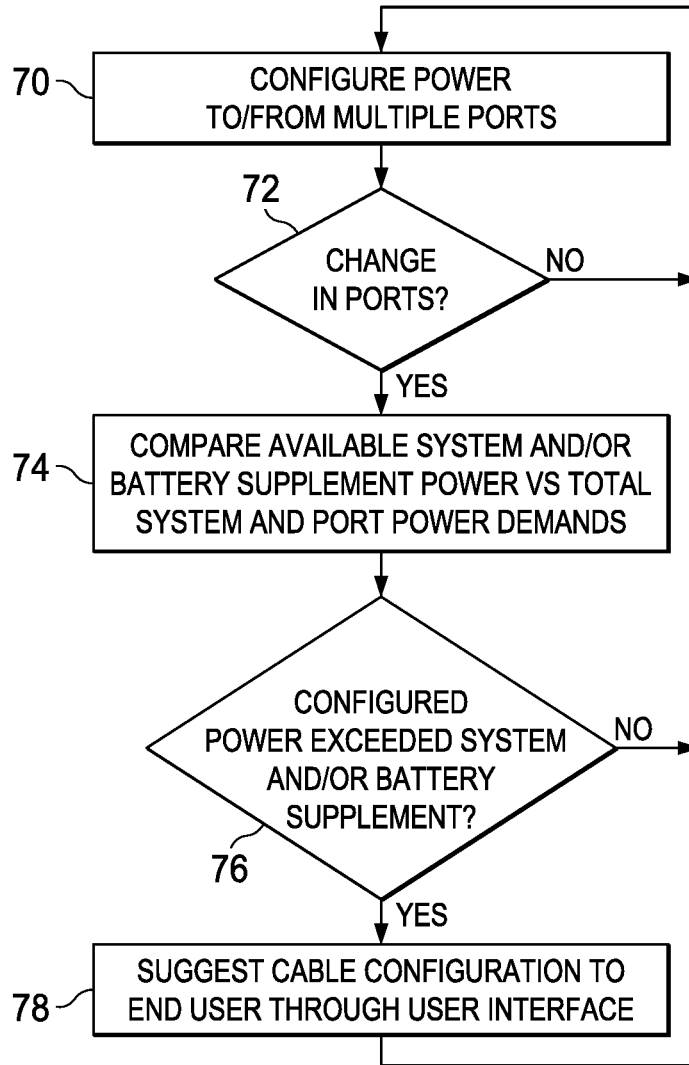 70
CONFIGURE POWER
TO/FROM MULTIPLE PORTS
72
CHANGE
IN PORTS?
NO
YES
74
COMPARE AVAILABLE SYSTEM AND/OR
BATTERY SUPPLEMENT POWER VS TOTAL
SYSTEM AND PORT POWER DEMANDS
CONFIGURED
POWER EXCEEDED SYSTEM
AND/OR BATTERY
SUPPLEMENT?
NO
76
YES
78
SUGGEST CABLE CONFIGURATION TO
END USER THROUGH USER INTERFACE